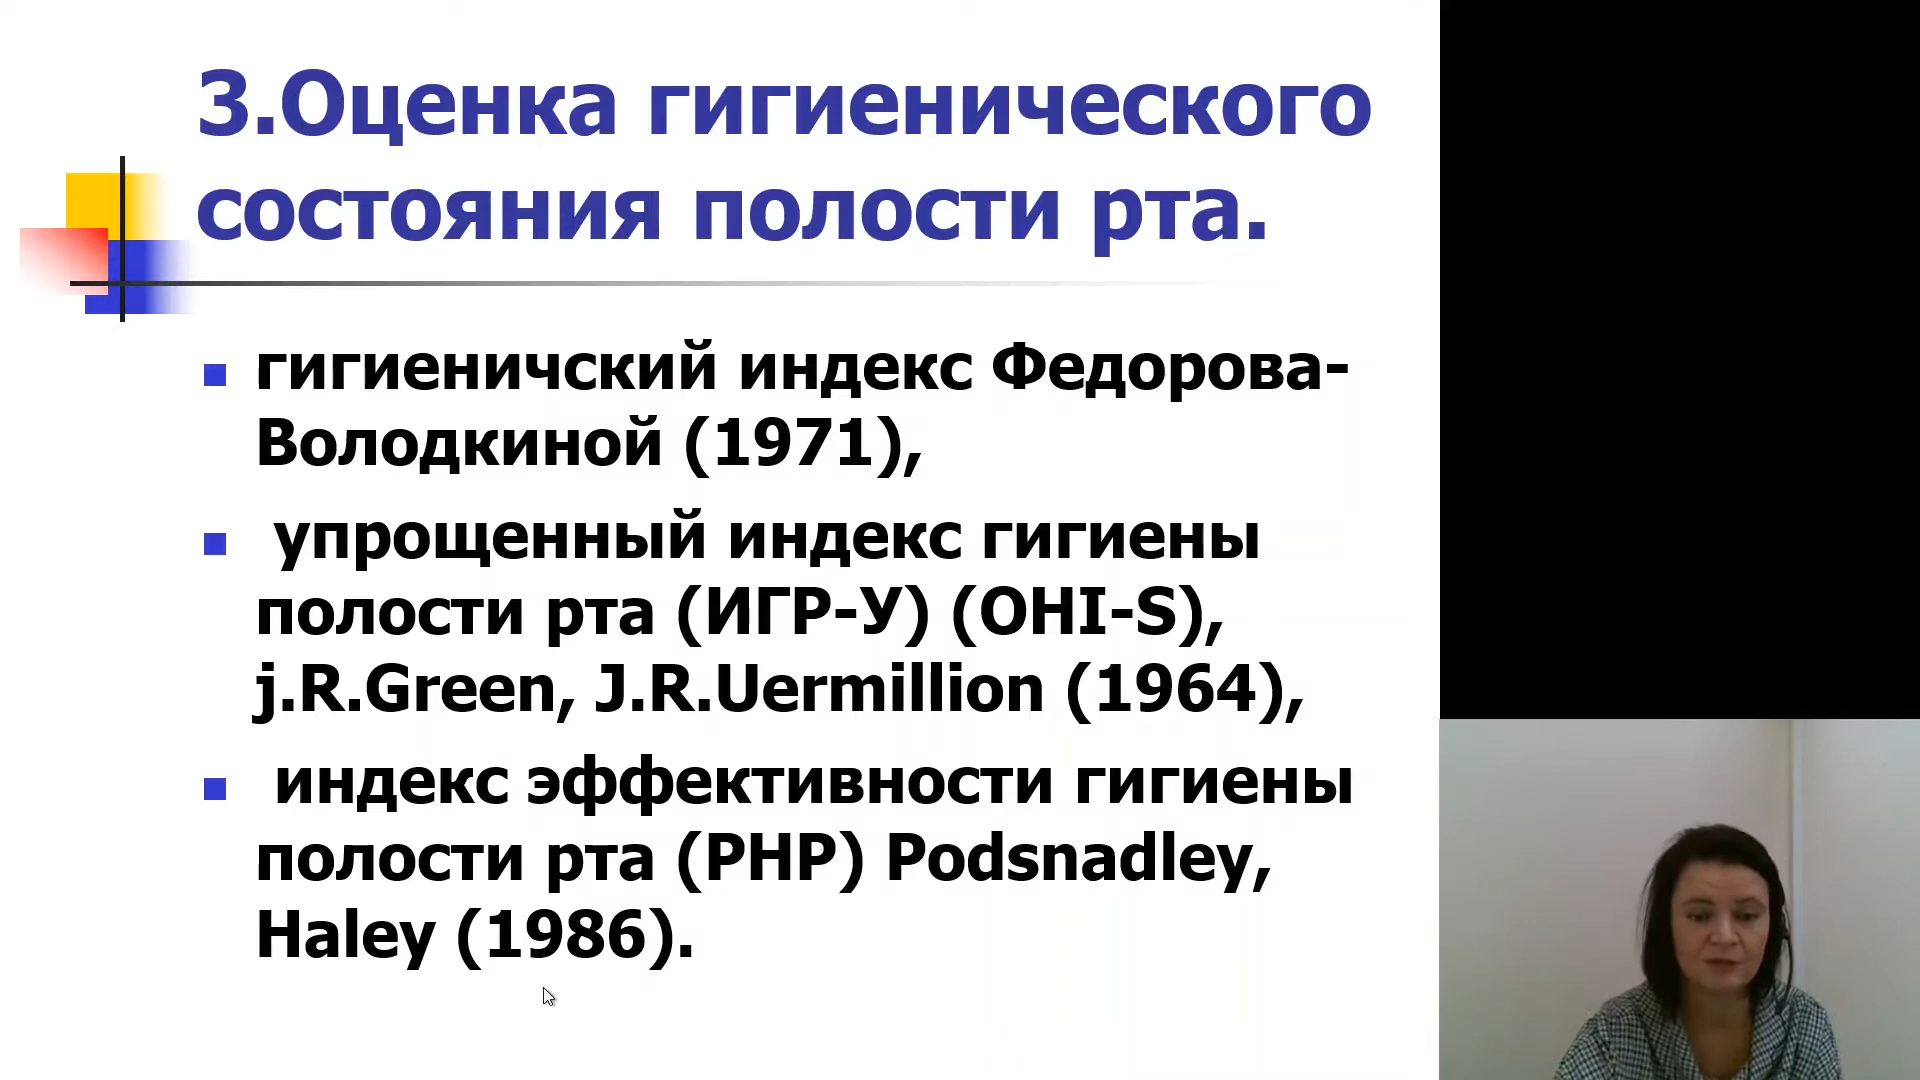 3.Оценка гигиенического
состояния полости рта.
гигиеничский индекс Федорова-
Володкиной (1971),
упрощенный индекс гигиены
полости рта (ИГР-У) (OHI-S),
j.R.Green, J.R.Uermillion (1964),
индекс эффективности гигиены
полости рта (РНР) Podsnadley,
Haley (1986).